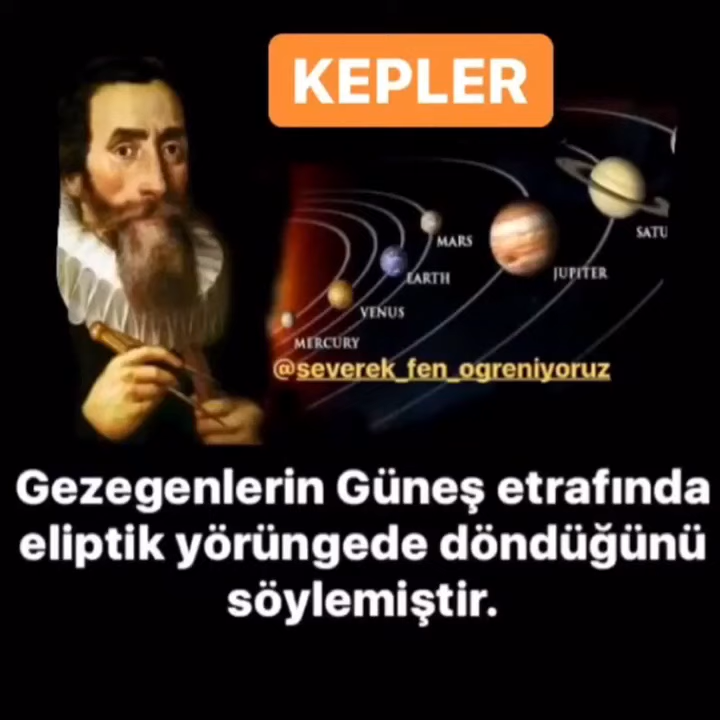 KEPLER
SATU
MARS
JUPITER
EARTH
VENUS
MERCURY
@severek_fen_ogreniyoruz
Gezegenlerin Güneş etrafında
eliptik yörüngede döndüğünü
söylemiştir.